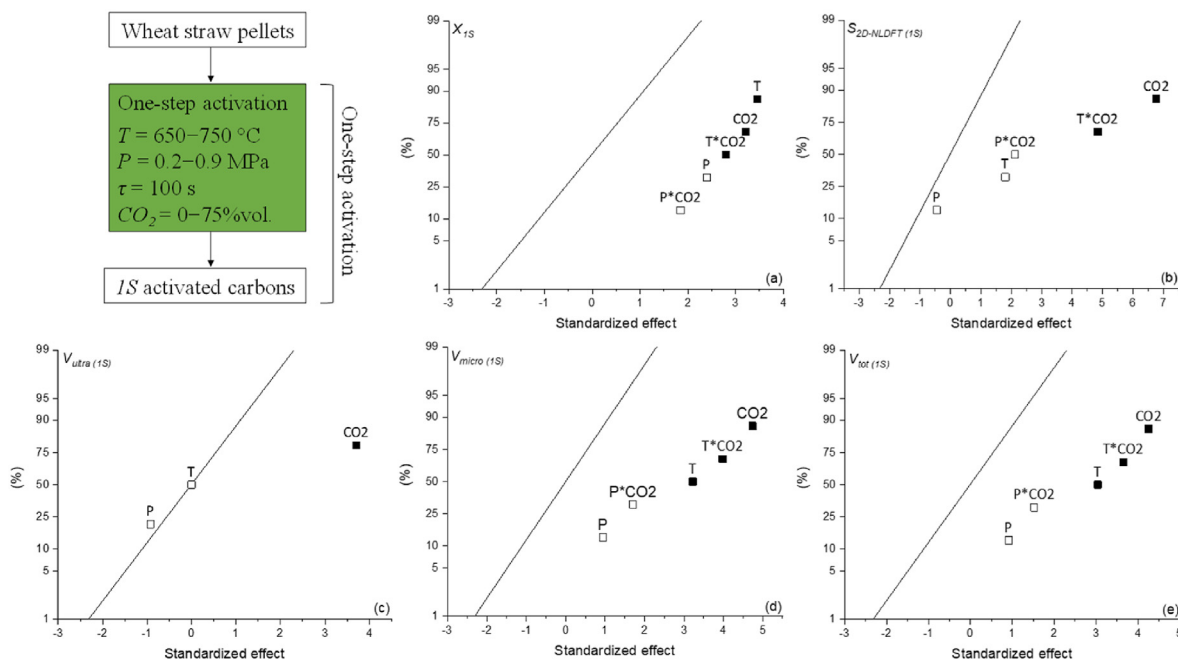 Wheat straw pellets
One-step activation
T = 650−750 °C
P = 0.2−0.9 MPa
τ = 100 s
CO2 = 0−75%vol.
1S activated carbons
One-step activation
X1S
99
95
90
75
50
25
10
5
1
(%)
T
CO2
T*CO2
P
P*CO2
(a)
-3 -2 -1 0 1 2 3 4
Standardized effect
S2D-NLDFT (1S)
99
95
90
75
50
25
10
5
1
(%)
CO2
T*CO2
P*CO2
T
P
(b)
-3 -2 -1 0 1 2 3 4 5 6 7
Standardized effect
Vultra (1S)
99
95
90
75
50
25
10
5
1
(%)
CO2
T
P
(c)
-3 -2 -1 0 1 2 3 4
Standardized effect
Vmicro (1S)
99
95
90
75
50
25
10
5
1
(%)
CO2
T*CO2
T
P*CO2
P
(d)
-3 -2 -1 0 1 2 3 4 5
Standardized effect
Vtot (1S)
99
95
90
75
50
25
10
5
1
(%)
CO2
T*CO2
T
P*CO2
P
(e)
-3 -2 -1 0 1 2 3 4 5
Standardized effect